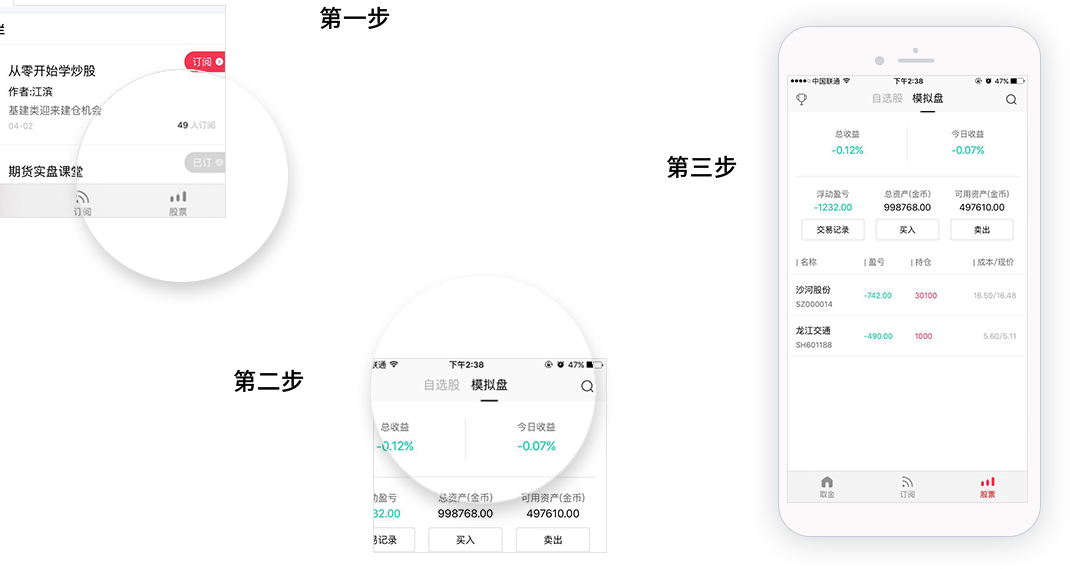 第一步
订阅
从零开始学炒股
作者:江滨
基建类迎来建仓机会
04-02
49 人订阅
已订
期货实盘课堂
订阅
股票
第二步
联通
下午2:38
47%
自选股
模拟盘
总收益
今日收益
-0.12%
-0.07%
动盈亏
总资产(金币)
可用资产(金币)
32.00
998768.00
497610.00
易记录
买入
卖出
第三步
中国联通
下午2:38
47%
自选股
模拟盘
总收益
今日收益
-0.12%
-0.07%
浮动盈亏
总资产(金币)
可用资产(金币)
-1232.00
998768.00
497610.00
交易记录
买入
卖出
| 名称
| 盈亏
| 持仓
| 成本/现价
沙河股份
SZ000014
-742.00
30100
16.50/16.48
龙江交通
SH601188
-490.00
1000
5.60/5.11
取金
订阅
股票